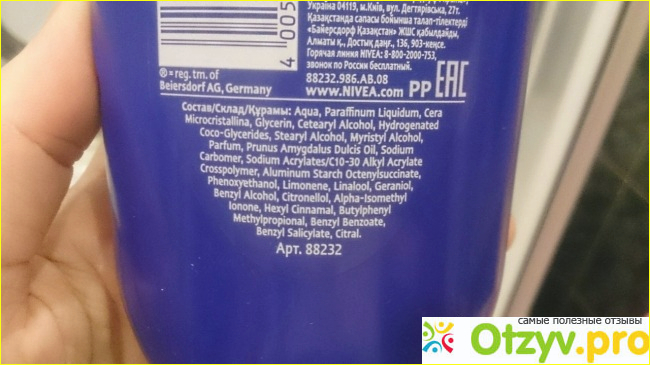 Україна 04119, м.Київ, вул. Дегтярівська, 27г.
Қазақстанда сапасы бойынша талап-тілектерді
«Байерсдорф Казахстан» ЖШС қабылдайды,
Алматы қ., Достық даңғ., 136, 903-кеңсе.
Горячая линия NIVEA: 8-800-2000-753,
звонок по России бесплатный.
4 005
® = reg. tm. of
Beiersdorf AG, Germany
88232.986.AB.08
www.NIVEA.com PP EAC
Состав/Склад/Құрамы: Aqua, Paraffinum Liquidum, Cera
Microcristallina, Glycerin, Cetearyl Alcohol, Hydrogenated
Coco-Glycerides, Stearyl Alcohol, Myristyl Alcohol,
Parfum, Prunus Amygdalus Dulcis Oil, Sodium
Carbomer, Sodium Acrylates/C10-30 Alkyl Acrylate
Crosspolymer, Aluminum Starch Octenylsuccinate,
Phenoxyethanol, Limonene, Linalool, Geraniol,
Benzyl Alcohol, Citronellol, Alpha-Isomethyl
Ionone, Hexyl Cinnamal, Butylphenyl
Methylpropional, Benzyl Benzoate,
Benzyl Salicylate, Citral.
Арт. 88232
самые полезные отзывы
Otzyv.pro